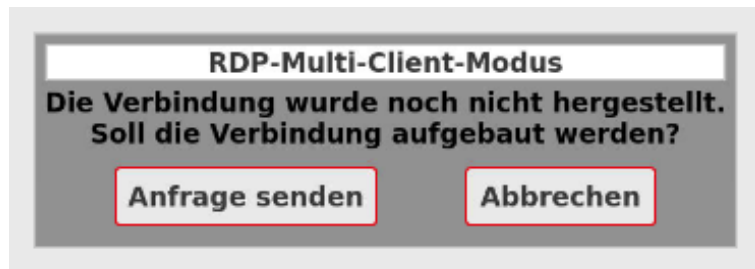 RDP-Multi-Client-Modus
Die Verbindung wurde noch nicht hergestellt.
Soll die Verbindung aufgebaut werden?
Anfrage senden
Abbrechen